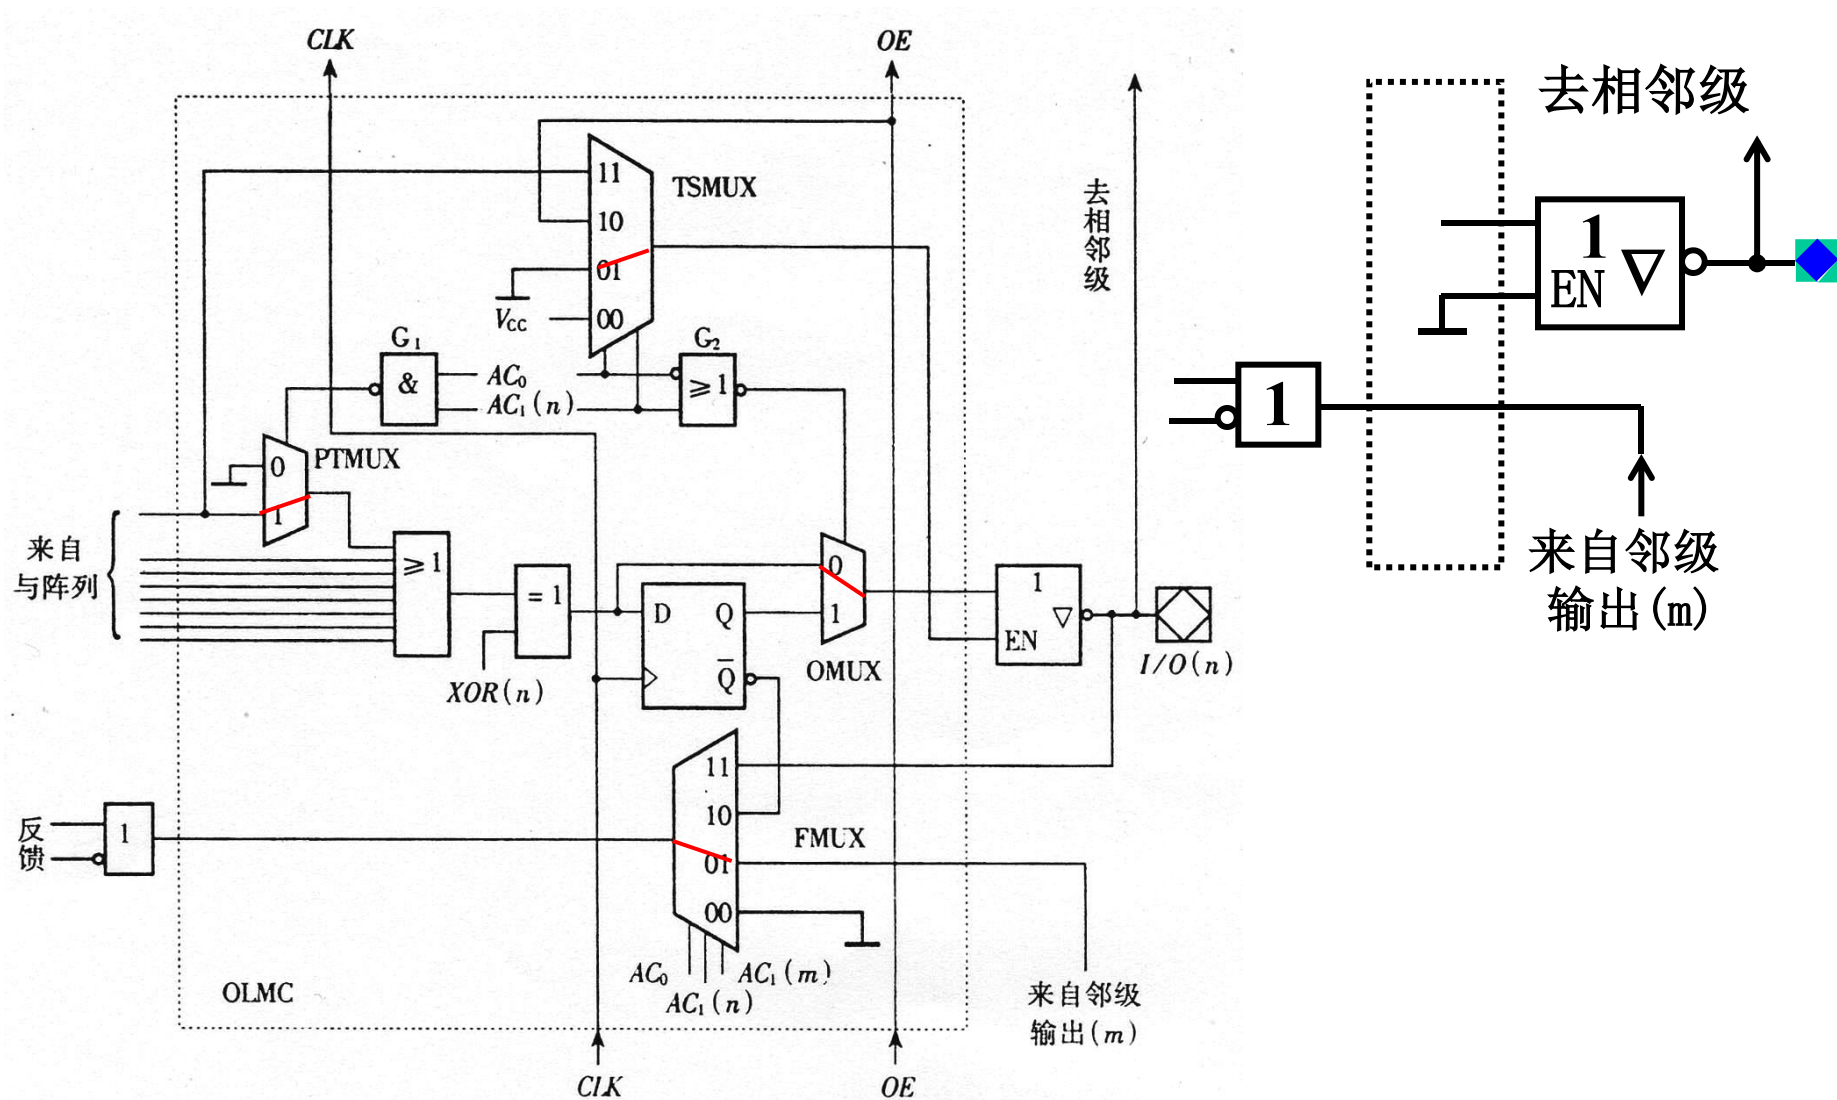 CLK
OE
11
TSMUX
10
01
V_CC
00
G₁
&
AC₀
AC₁(n)
G₂
≥1
去相邻级
0
PTMUX
1
来自
与阵列
≥1
=1
XOR(n)
D
Q
Q̅
0
1
OMUX
1
▽
EN
I/O(n)
11
10
FMUX
01
00
反馈
1
AC₀
AC₁(n)
AC₁(m)
OLMC
来自邻级
输出(m)
CLK
OE
去相邻级
1
EN
▽
1
来自邻级
输出(m)